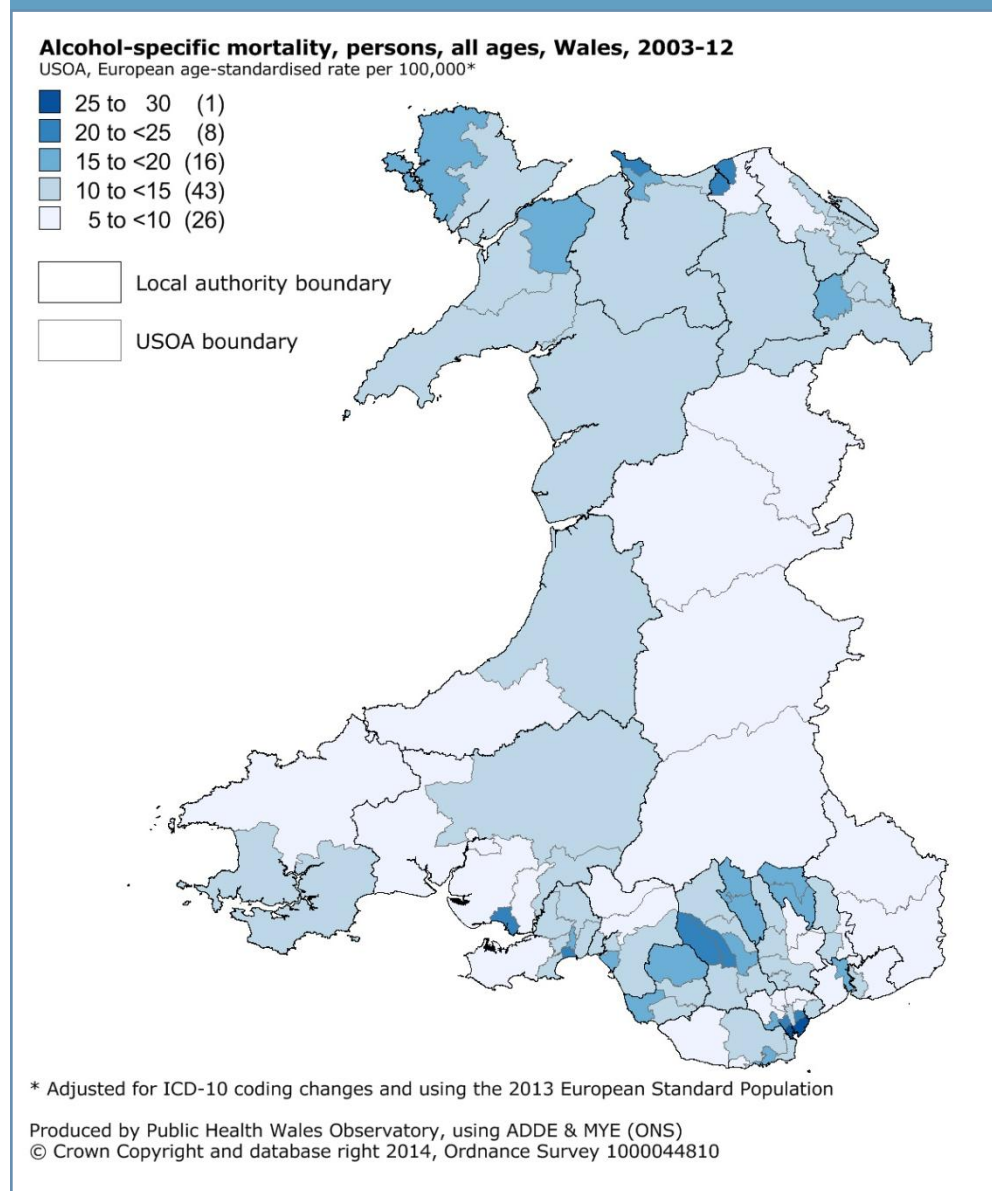 Alcohol-specific mortality, persons, all ages, Wales, 2003-12
USOA, European age-standardised rate per 100,000*
25 to 30 (1)
20 to <25 (8)
15 to <20 (16)
10 to <15 (43)
5 to <10 (26)
Local authority boundary
USOA boundary
* Adjusted for ICD-10 coding changes and using the 2013 European Standard Population
Produced by Public Health Wales Observatory, using ADDE & MYE (ONS)
© Crown Copyright and database right 2014, Ordnance Survey 1000044810